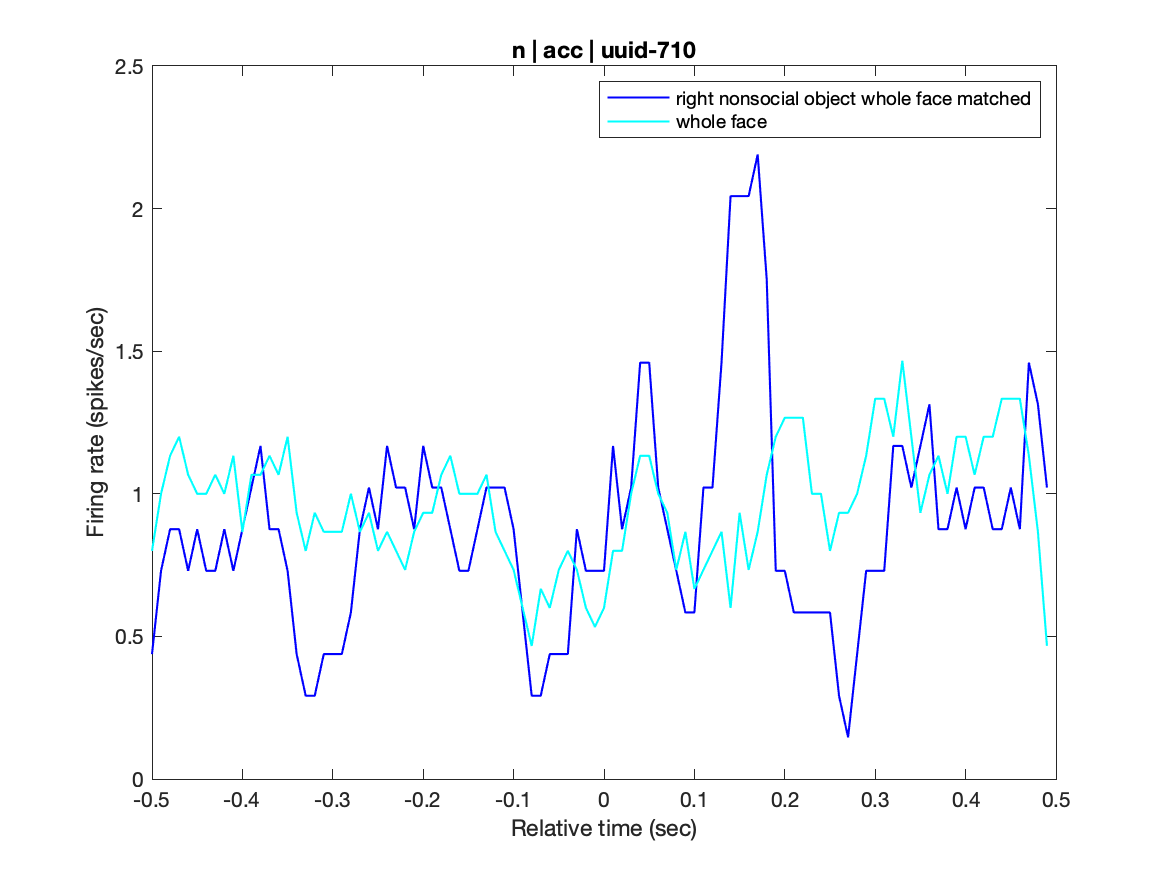 n | acc | uuid-710
2.5
2
1.5
1
0.5
0
Firing rate (spikes/sec)
right nonsocial object whole face matched
whole face
-0.5 -0.4 -0.3 -0.2 -0.1 0 0.1 0.2 0.3 0.4 0.5
Relative time (sec)